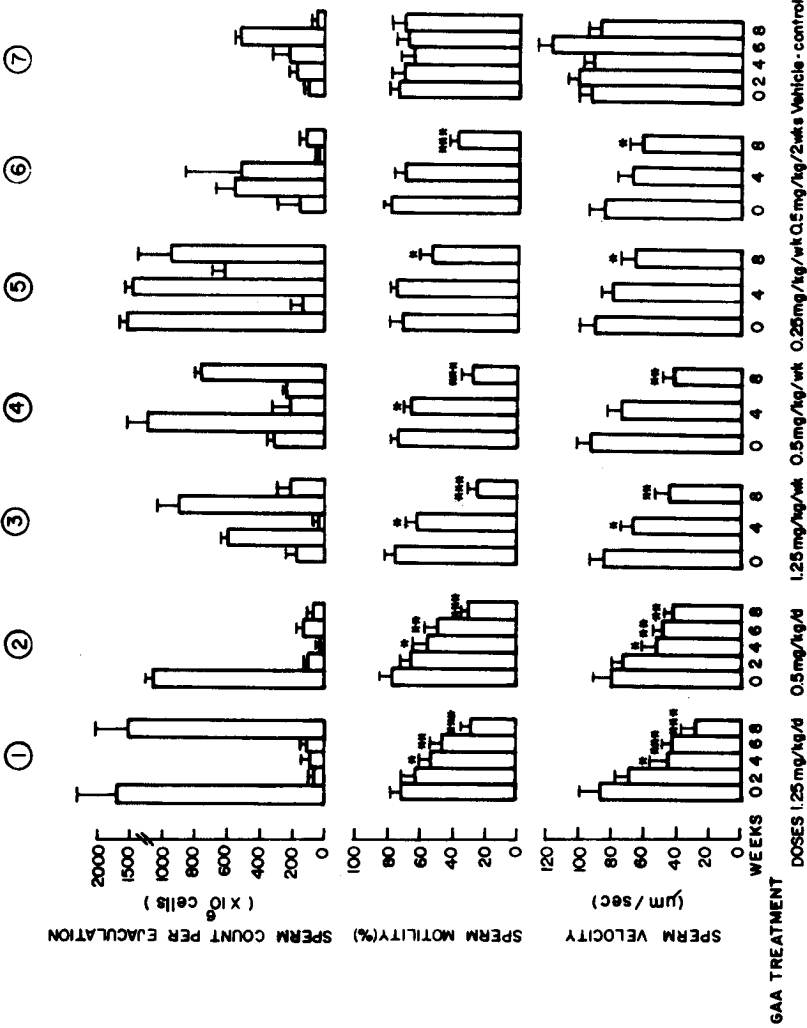 ① ② ③ ④ ⑤ ⑥ ⑦
SPERM COUNT PER EJACULATION
(x10⁶ cells)
2000
1500
800
600
400
200
0
SPERM MOTILITY(%)
100
80
60
40
20
0
SPERM VELOCITY
(μm/sec)
120
100
80
60
40
20
0
WEEKS 0 2 4 6 8 0 2 4 6 8 0 4 8 0 4 8 0 4 8 0 4 8 0 2 4 6 8
GAA TREATMENT
DOSES 1.25mg/kg/d 0.5mg/kg/d 1.25mg/kg/wk 0.5mg/kg/wk 0.25mg/kg/wk 0.5mg/kg/2wks Vehicle-control